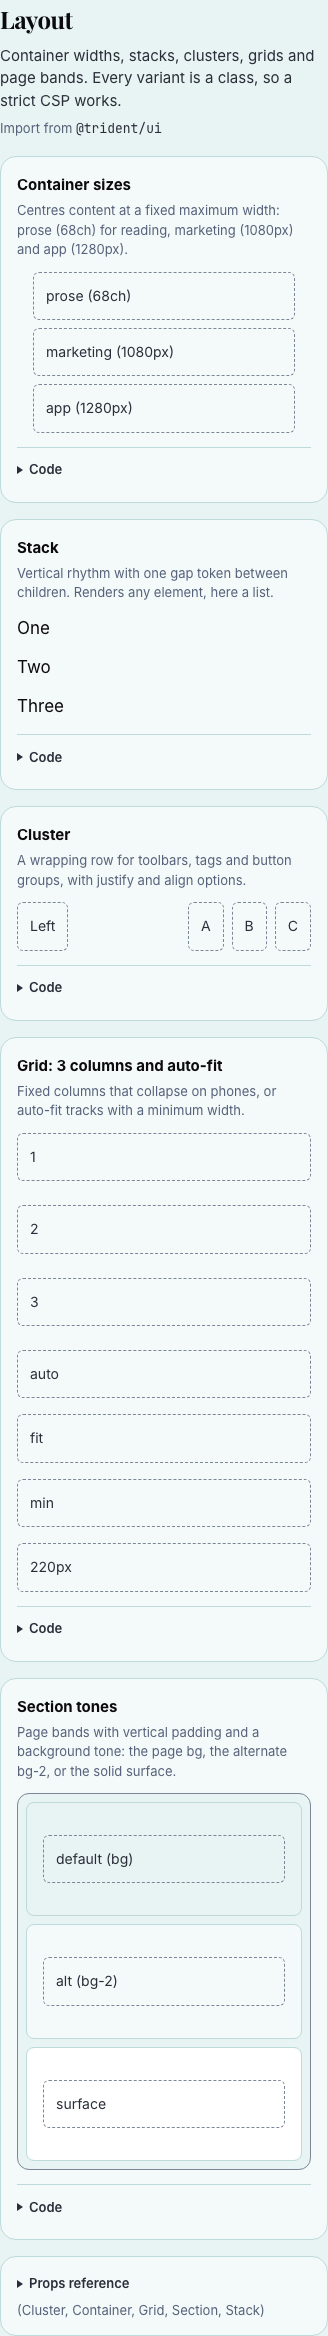 Layout
Container widths, stacks, clusters, grids and
page bands. Every variant is a class, so a
strict CSP works.
Import from @trident/ui
Container sizes
Centres content at a fixed maximum width:
prose (68ch) for reading, marketing (1080px)
and app (1280px).
prose (68ch)
marketing (1080px)
app (1280px)
Code
Stack
Vertical rhythm with one gap token between
children. Renders any element, here a list.
One
Two
Three
Code
Cluster
A wrapping row for toolbars, tags and button
groups, with justify and align options.
Left A B C
Code
Grid: 3 columns and auto-fit
Fixed columns that collapse on phones, or
auto-fit tracks with a minimum width.
1
2
3
auto
fit
min
220px
Code
Section tones
Page bands with vertical padding and a
background tone: the page bg, the alternate
bg-2, or the solid surface.
default (bg)
alt (bg-2)
surface
Code
Props reference
(Cluster, Container, Grid, Section, Stack)